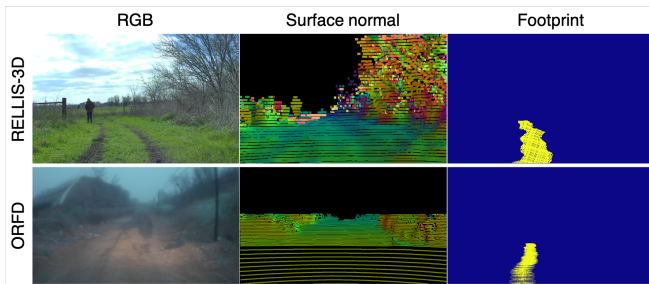 RGB
Surface normal
Footprint
RELLIS-3D
ORFD